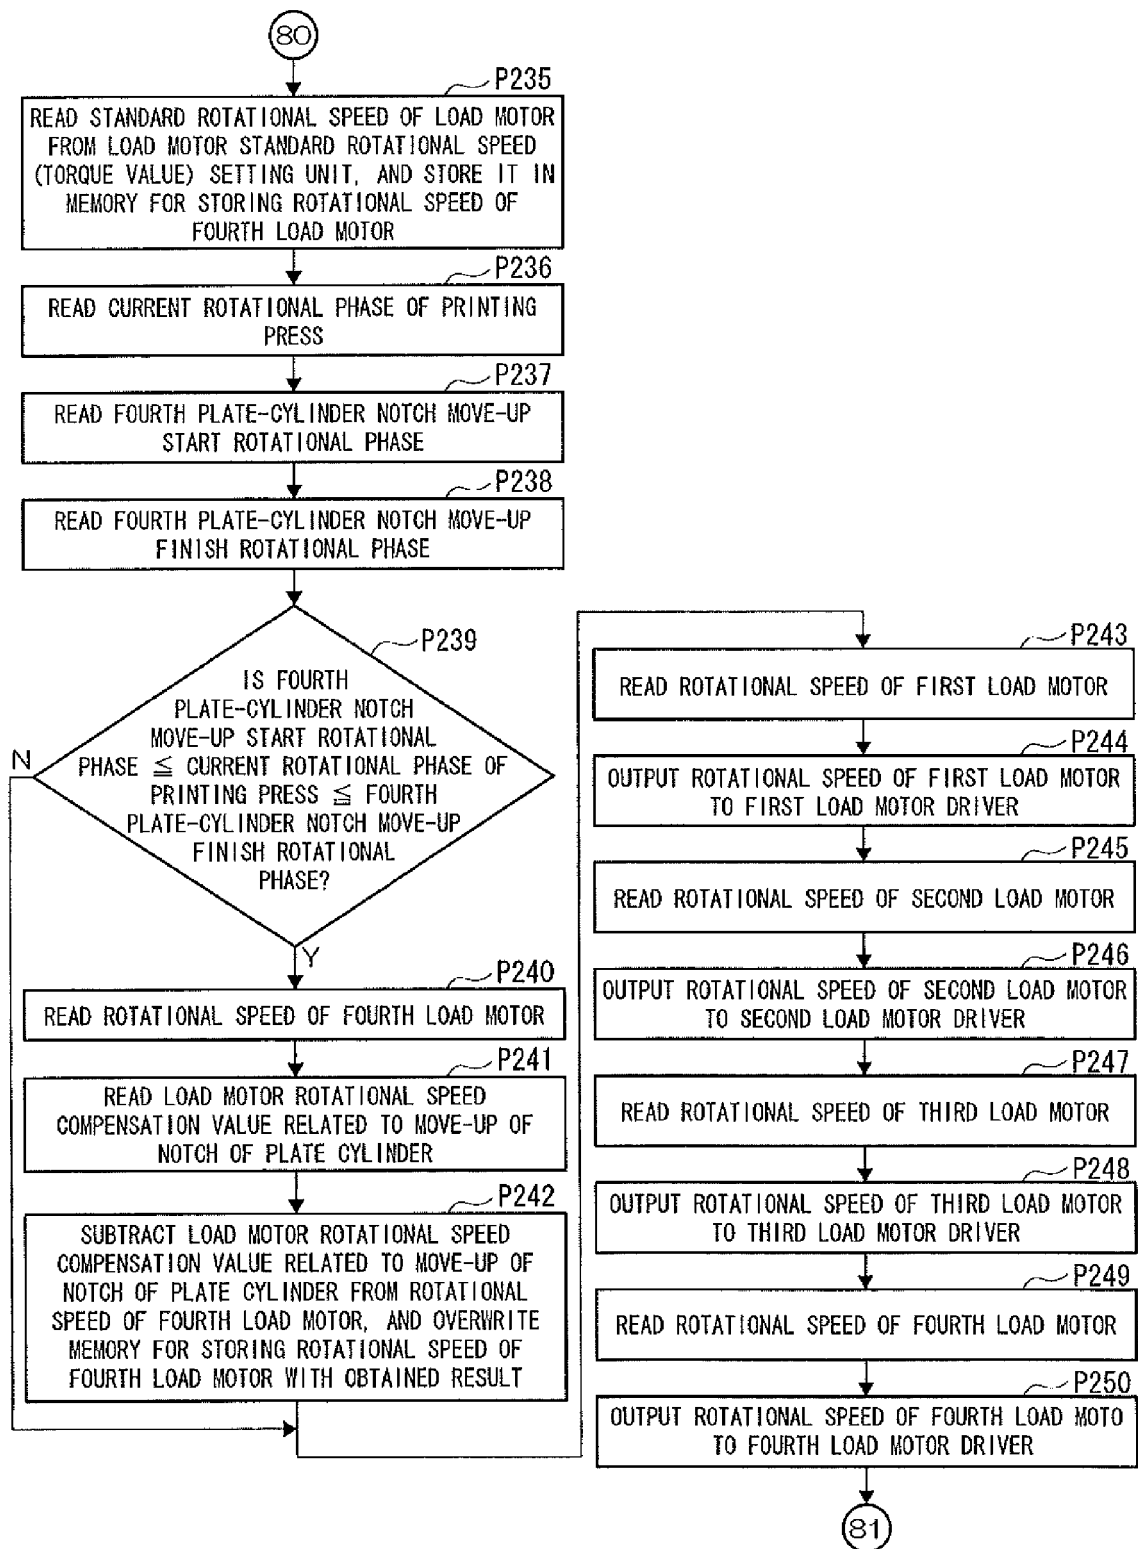 80
P235
READ STANDARD ROTATIONAL SPEED OF LOAD MOTOR
FROM LOAD MOTOR STANDARD ROTATIONAL SPEED
(TORQUE VALUE) SETTING UNIT, AND STORE IT IN
MEMORY FOR STORING ROTATIONAL SPEED OF
FOURTH LOAD MOTOR
P236
READ CURRENT ROTATIONAL PHASE OF PRINTING
PRESS
P237
READ FOURTH PLATE-CYLINDER NOTCH MOVE-UP
START ROTATIONAL PHASE
P238
READ FOURTH PLATE-CYLINDER NOTCH MOVE-UP
FINISH ROTATIONAL PHASE
P239
IS FOURTH
PLATE-CYLINDER NOTCH
MOVE-UP START ROTATIONAL
PHASE ≦ CURRENT ROTATIONAL PHASE OF
PRINTING PRESS ≦ FOURTH
PLATE-CYLINDER NOTCH MOVE-UP
FINISH ROTATIONAL
PHASE?
N
Y
P240
READ ROTATIONAL SPEED OF FOURTH LOAD MOTOR
P241
READ LOAD MOTOR ROTATIONAL SPEED
COMPENSATION VALUE RELATED TO MOVE-UP OF
NOTCH OF PLATE CYLINDER
P242
SUBTRACT LOAD MOTOR ROTATIONAL SPEED
COMPENSATION VALUE RELATED TO MOVE-UP OF
NOTCH OF PLATE CYLINDER FROM ROTATIONAL
SPEED OF FOURTH LOAD MOTOR, AND OVERWRITE
MEMORY FOR STORING ROTATIONAL SPEED OF
FOURTH LOAD MOTOR WITH OBTAINED RESULT
P243
READ ROTATIONAL SPEED OF FIRST LOAD MOTOR
P244
OUTPUT ROTATIONAL SPEED OF FIRST LOAD MOTOR
TO FIRST LOAD MOTOR DRIVER
P245
READ ROTATIONAL SPEED OF SECOND LOAD MOTOR
P246
OUTPUT ROTATIONAL SPEED OF SECOND LOAD MOTOR
TO SECOND LOAD MOTOR DRIVER
P247
READ ROTATIONAL SPEED OF THIRD LOAD MOTOR
P248
OUTPUT ROTATIONAL SPEED OF THIRD LOAD MOTOR
TO THIRD LOAD MOTOR DRIVER
P249
READ ROTATIONAL SPEED OF FOURTH LOAD MOTOR
P250
OUTPUT ROTATIONAL SPEED OF FOURTH LOAD MOTO
TO FOURTH LOAD MOTOR DRIVER
81